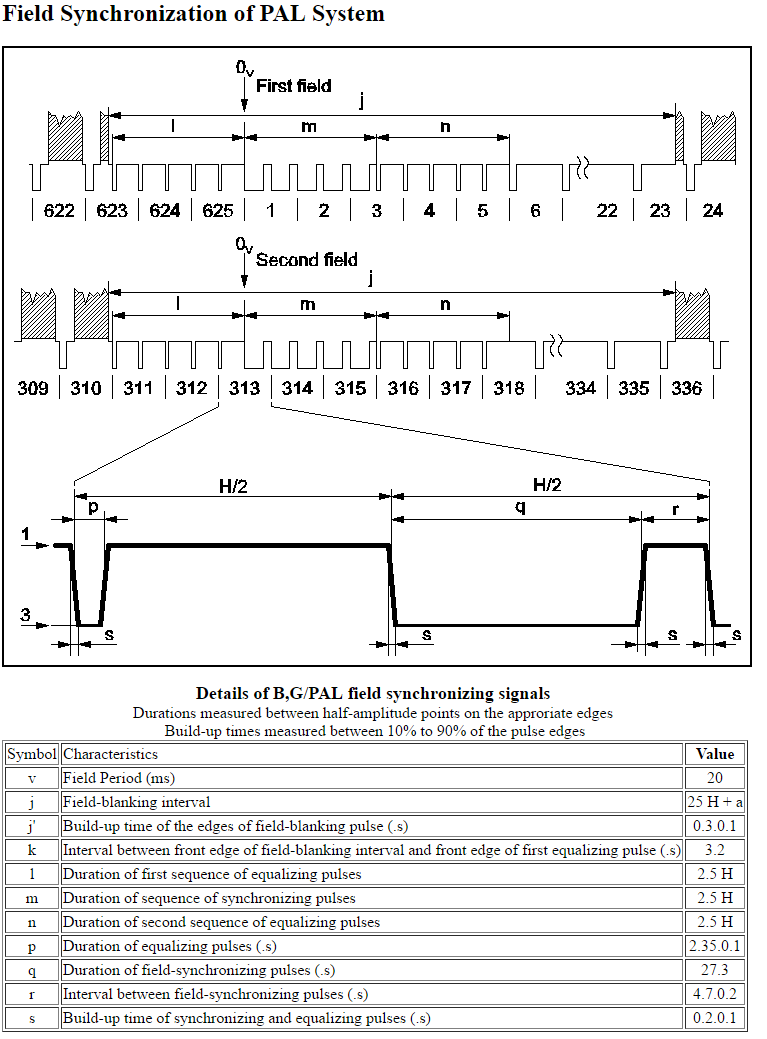 Field Synchronization of PAL System
0v
First field
j
l m n
622 623 624 625 1 2 3 4 5 6 22 23 24
0v
Second field
j
l m n
309 310 311 312 313 314 315 316 317 318 334 335 336
H/2 H/2
p q r
1
3
s s s s
Details of B,G/PAL field synchronizing signals
Durations measured between half-amplitude points on the approriate edges
Build-up times measured between 10% to 90% of the pulse edges
Symbol Characteristics Value
v Field Period (ms) 20
j Field-blanking interval 25 H + a
j' Build-up time of the edges of field-blanking pulse (.s) 0.3.0.1
k Interval between front edge of field-blanking interval and front edge of first equalizing pulse (.s) 3.2
l Duration of first sequence of equalizing pulses 2.5 H
m Duration of sequence of synchronizing pulses 2.5 H
n Duration of second sequence of equalizing pulses 2.5 H
p Duration of equalizing pulses (.s) 2.35.0.1
q Duration of field-synchronizing pulses (.s) 27.3
r Interval between field-synchronizing pulses (.s) 4.7.0.2
s Build-up time of synchronizing and equalizing pulses (.s) 0.2.0.1